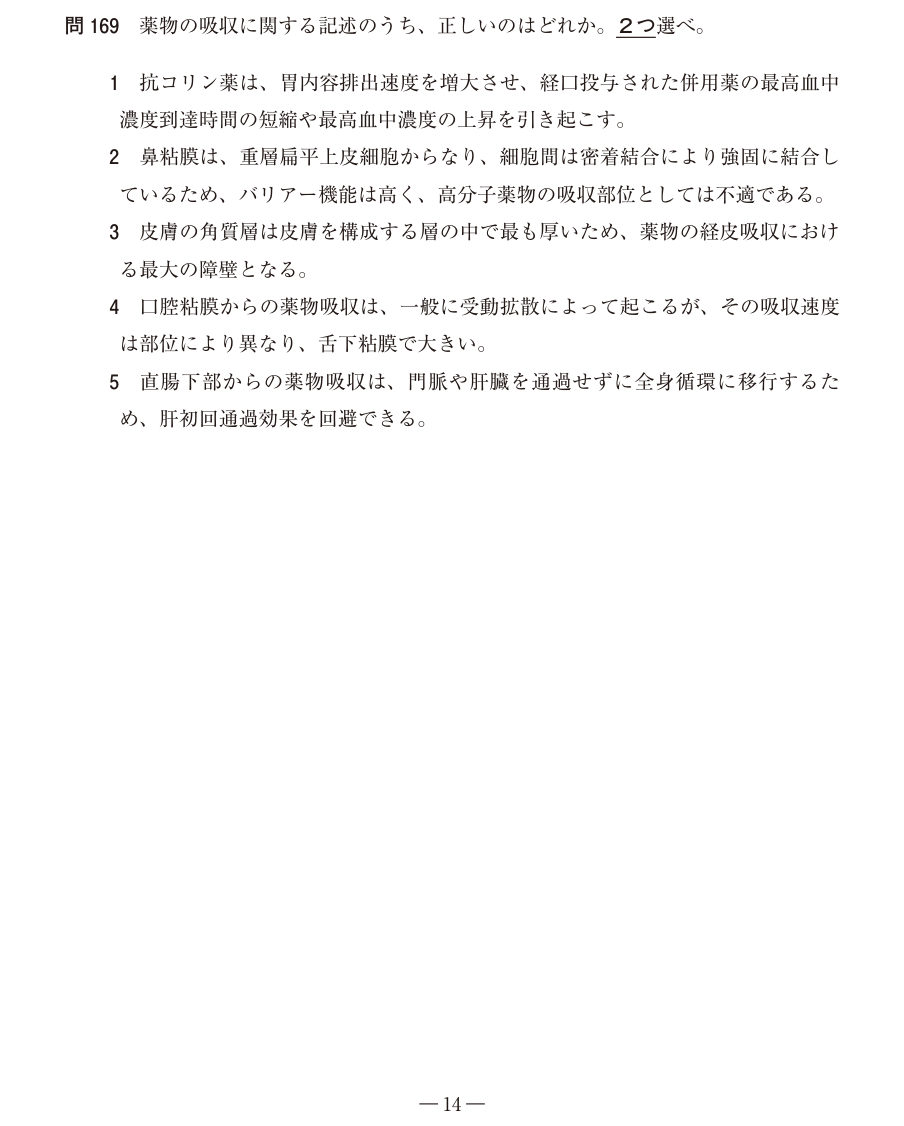 問 169　薬物の吸収に関する記述のうち、正しいのはどれか。2つ選べ。
1　抗コリン薬は、胃内容排出速度を増大させ、経口投与された併用薬の最高血中
濃度到達時間の短縮や最高血中濃度の上昇を引き起こす。
2　鼻粘膜は、重層扁平上皮細胞からなり、細胞間は密着結合により強固に結合し
ているため、バリアー機能は高く、高分子薬物の吸収部位としては不適である。
3　皮膚の角質層は皮膚を構成する層の中で最も厚いため、薬物の経皮吸収におけ
る最大の障壁となる。
4　口腔粘膜からの薬物吸収は、一般に受動拡散によって起こるが、その吸収速度
は部位により異なり、舌下粘膜で大きい。
5　直腸下部からの薬物吸収は、門脈や肝臓を通過せずに全身循環に移行するた
め、肝初回通過効果を回避できる。
― 14 ―